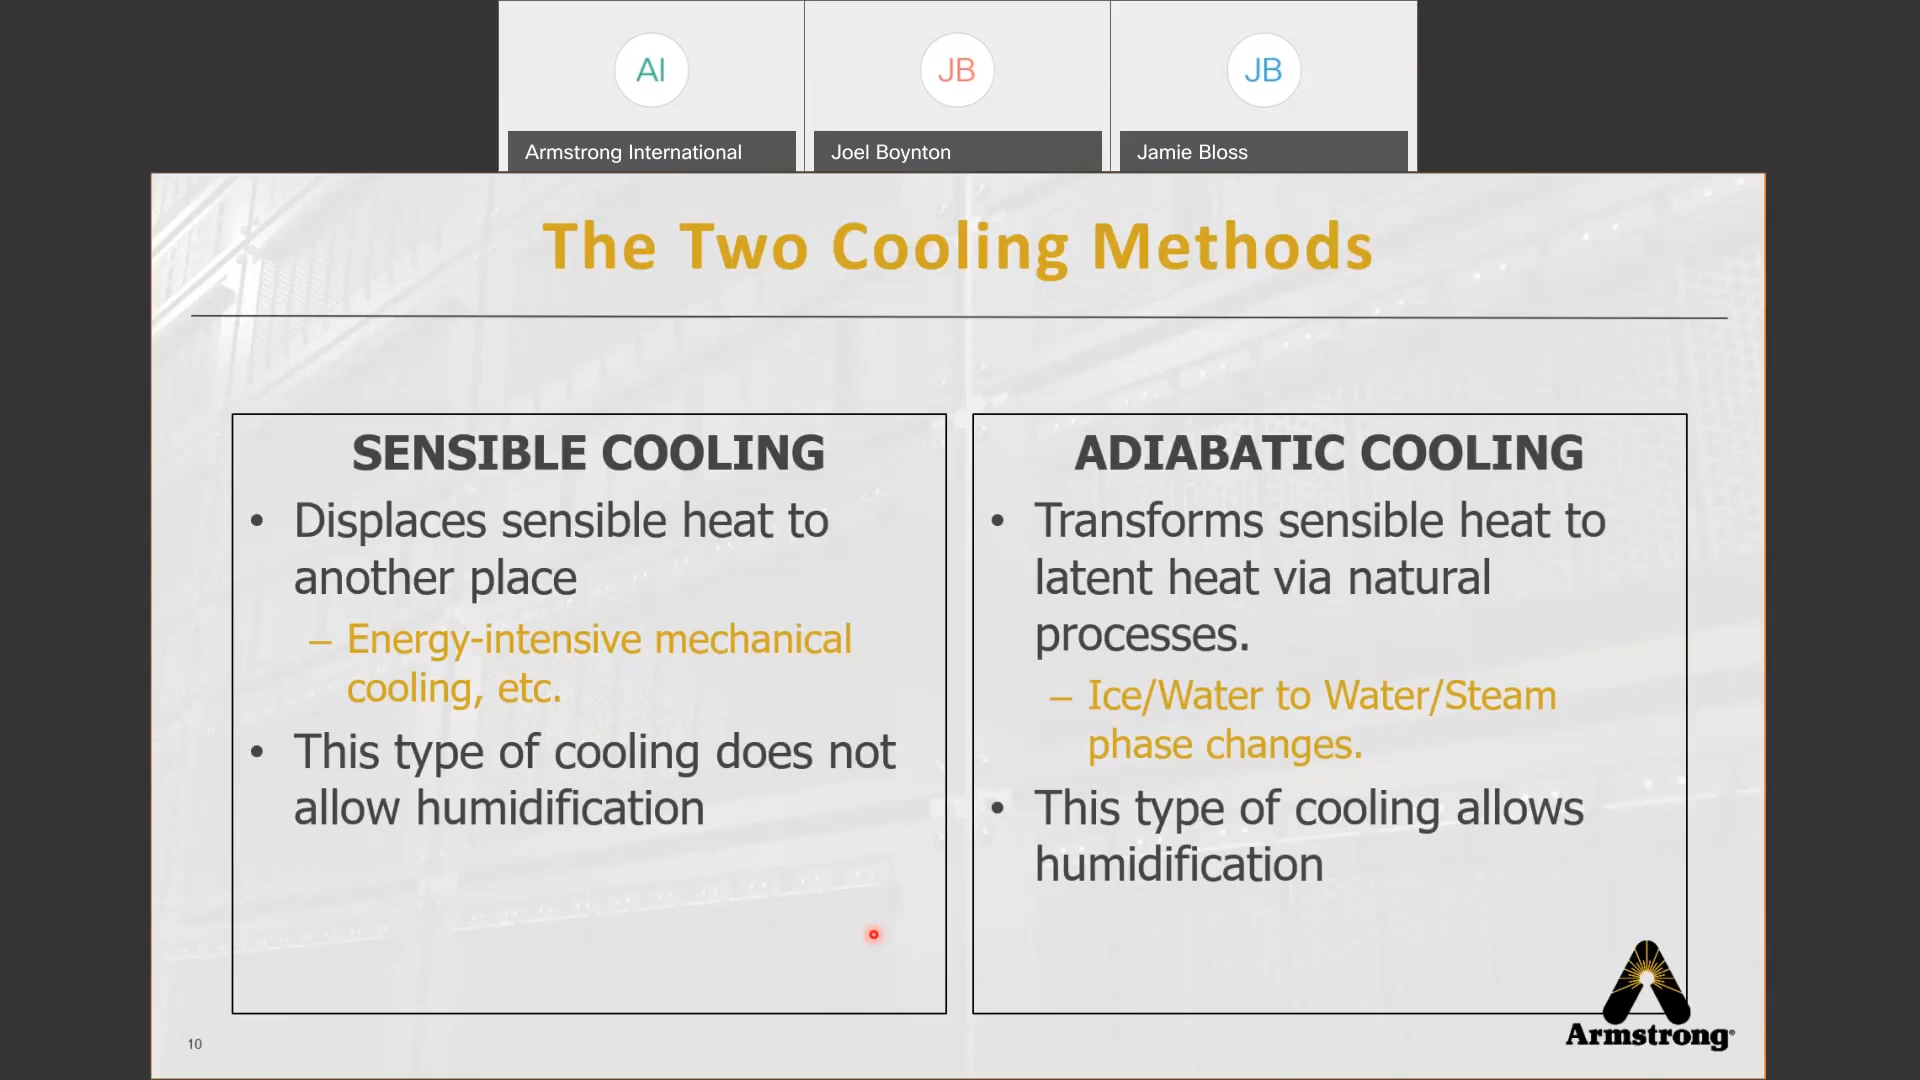 AI
JB
JB
Armstrong International
Joel Boynton
Jamie Bloss
The Two Cooling Methods
SENSIBLE COOLING
• Displaces sensible heat to
another place
– Energy-intensive mechanical
cooling, etc.
• This type of cooling does not
allow humidification
ADIABATIC COOLING
• Transforms sensible heat to
latent heat via natural
processes.
– Ice/Water to Water/Steam
phase changes.
• This type of cooling allows
humidification
10
Armstrong®